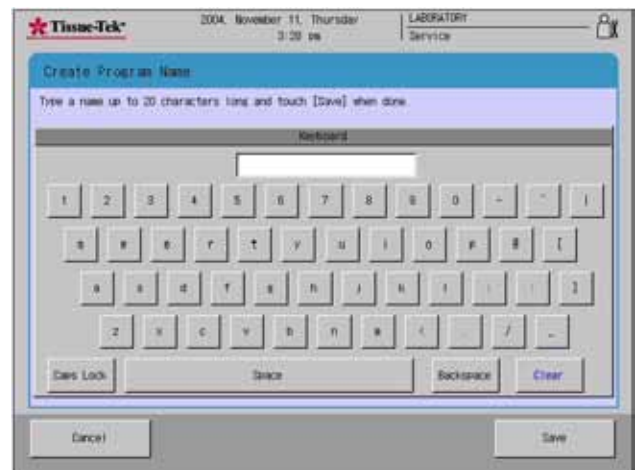 Tissue-Tek
2004, November 11, Thursday
3:28 pm
LABORATORY
Service
Create Program Name
Type a name up to 20 characters long and touch [Save] when done.
Keyboard
1 2 3 4 5 6 7 8 9 0 - ^ |
e r t y u i o p @ [
a s d f g h j k l ; : ]
z x c v b n m < . / _
Caps Lock Space Backspace Clear
Cancel Save